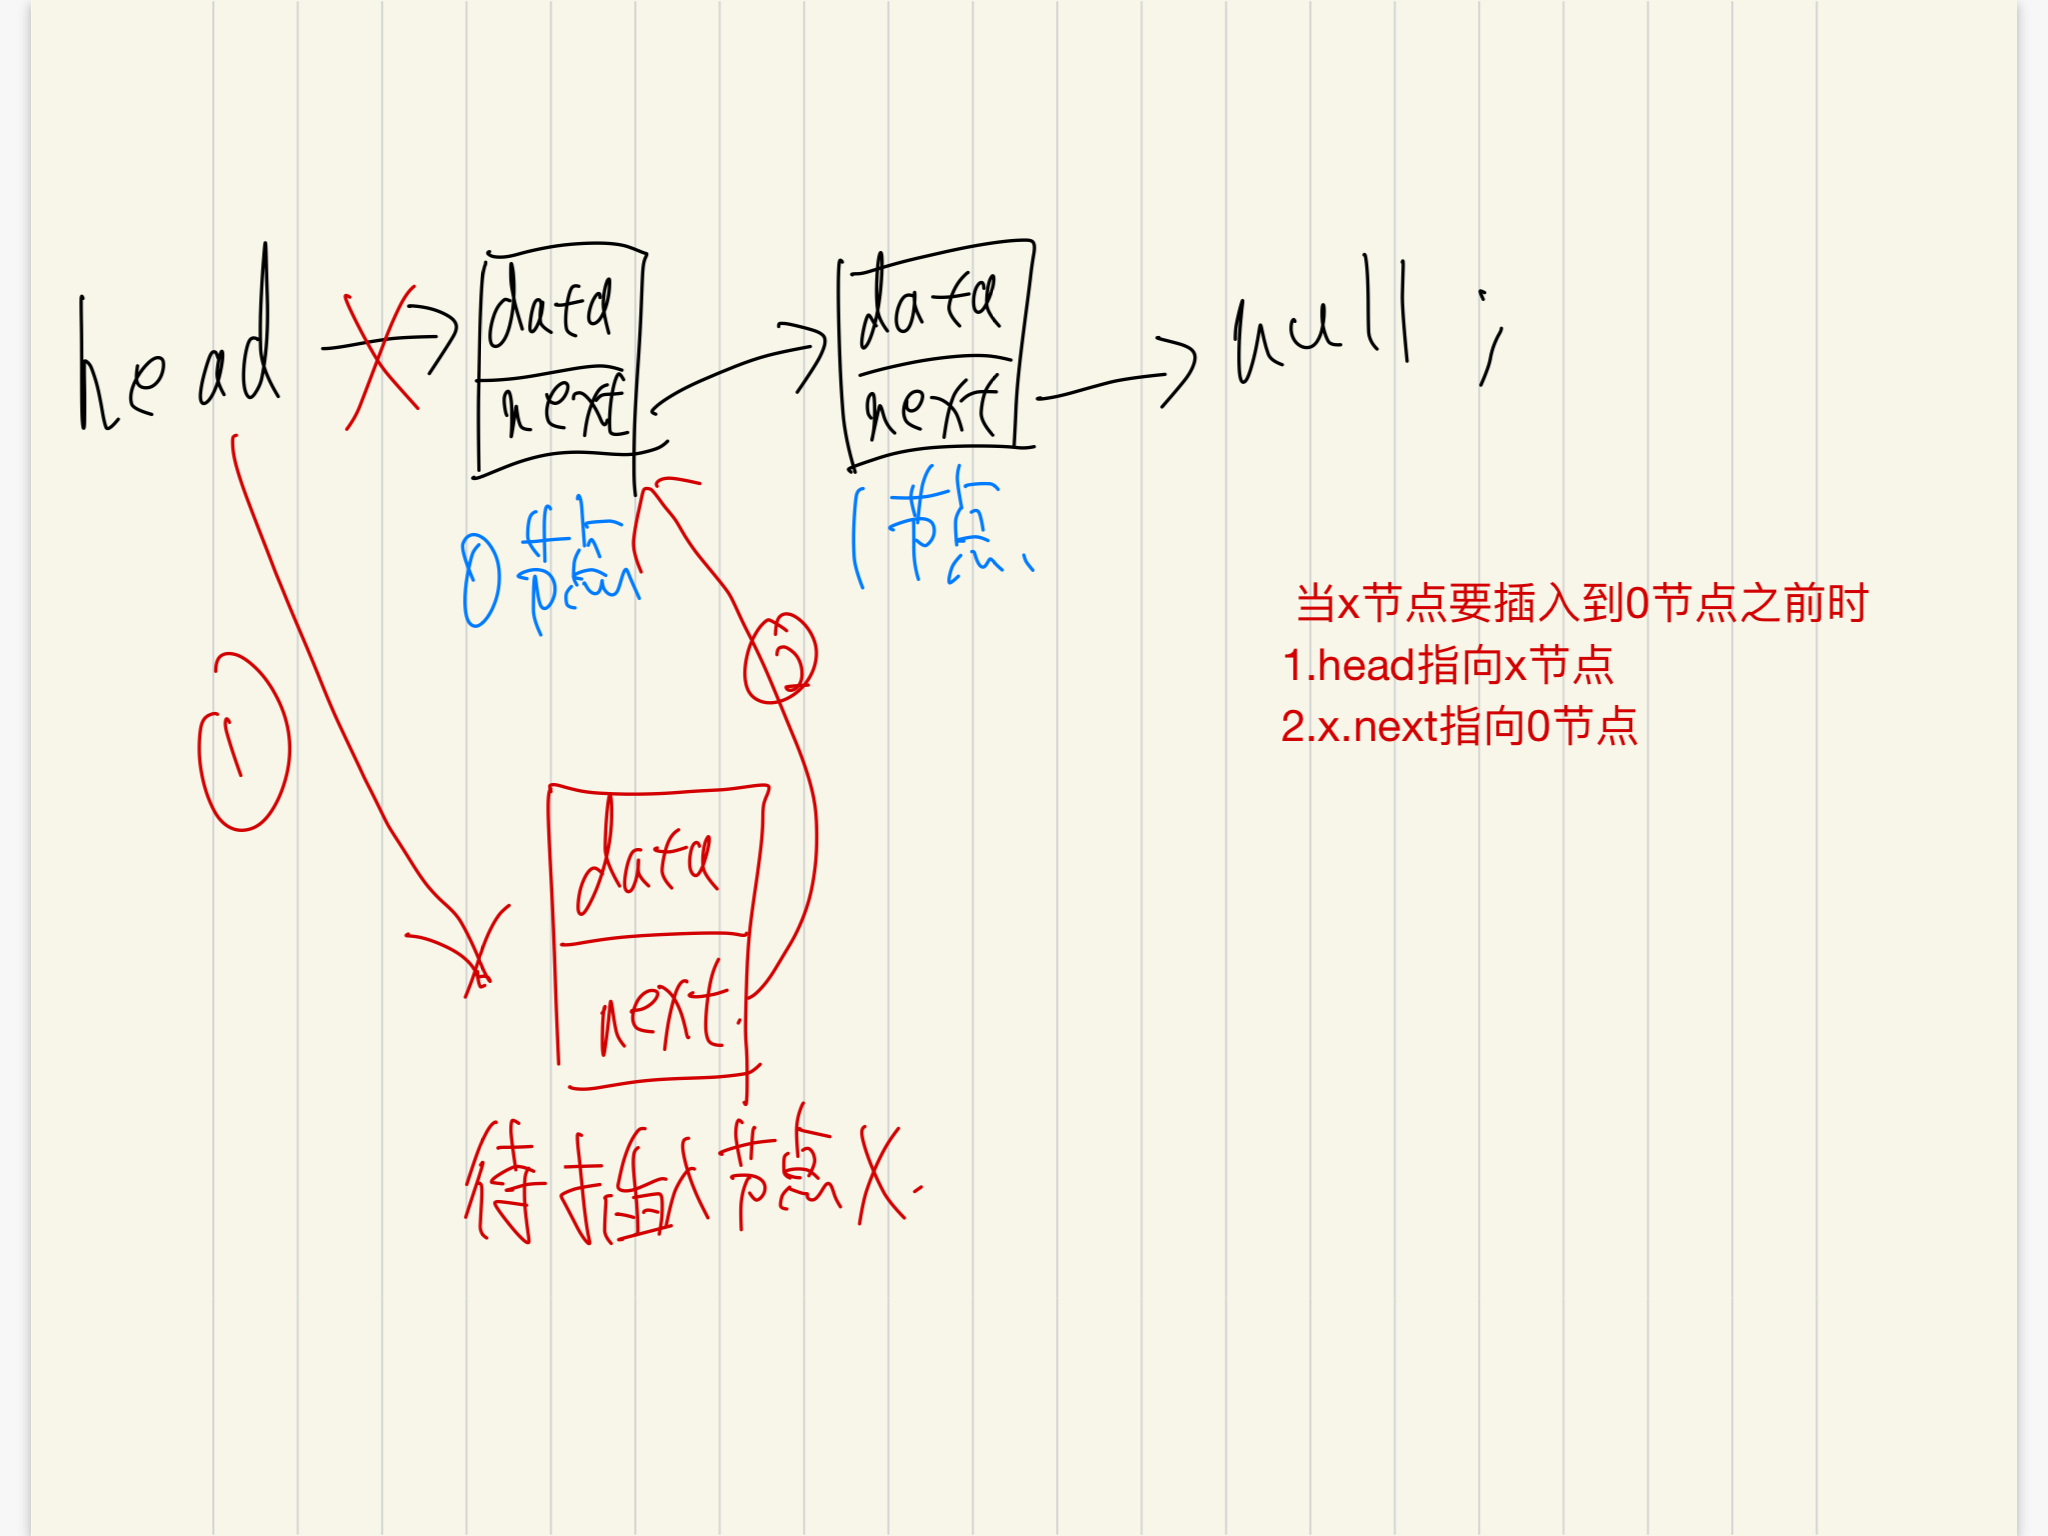 head
data
next
data
next
null;
0节点
1节点.
当x节点要插入到0节点之前时
1.head指向x节点
2.x.next指向0节点
1
2
data
next.
待插入节点X.